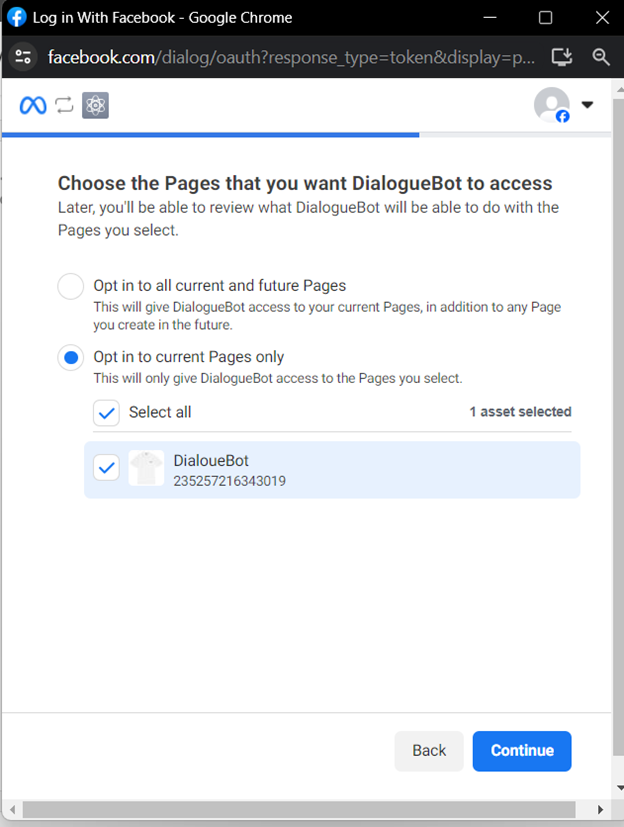 Log in With Facebook - Google Chrome
facebook.com/dialog/oauth?response_type=token&display=p...
Choose the Pages that you want DialogueBot to access
Later, you'll be able to review what DialogueBot will be able to do with the
Pages you select.
Opt in to all current and future Pages
This will give DialogueBot access to your current Pages, in addition to any Page
you create in the future.
Opt in to current Pages only
This will only give DialogueBot access to the Pages you select.
Select all 1 asset selected
DialoueBot
235257216343019
Back Continue